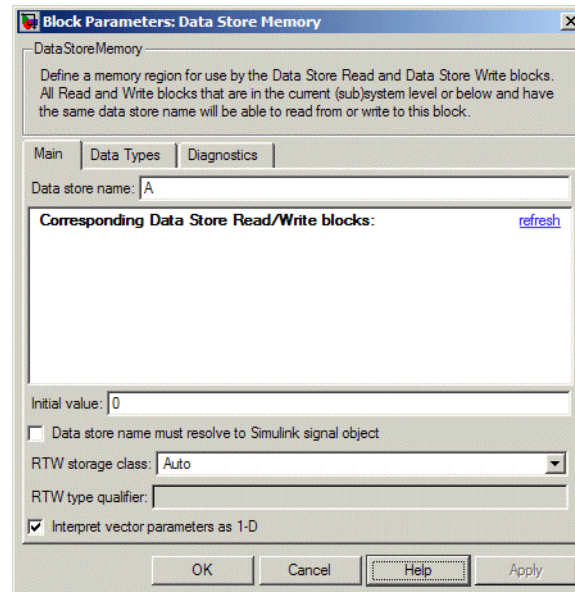 Block Parameters: Data Store Memory
DataStoreMemory
Define a memory region for use by the Data Store Read and Data Store Write blocks.
All Read and Write blocks that are in the current (sub)system level or below and have
the same data store name will be able to read from or write to this block.
Main Data Types Diagnostics
Data store name: A
Corresponding Data Store Read/Write blocks: refresh
Initial value: 0
Data store name must resolve to Simulink signal object
RTW storage class: Auto
RTW type qualifier:
Interpret vector parameters as 1-D
OK Cancel Help Apply